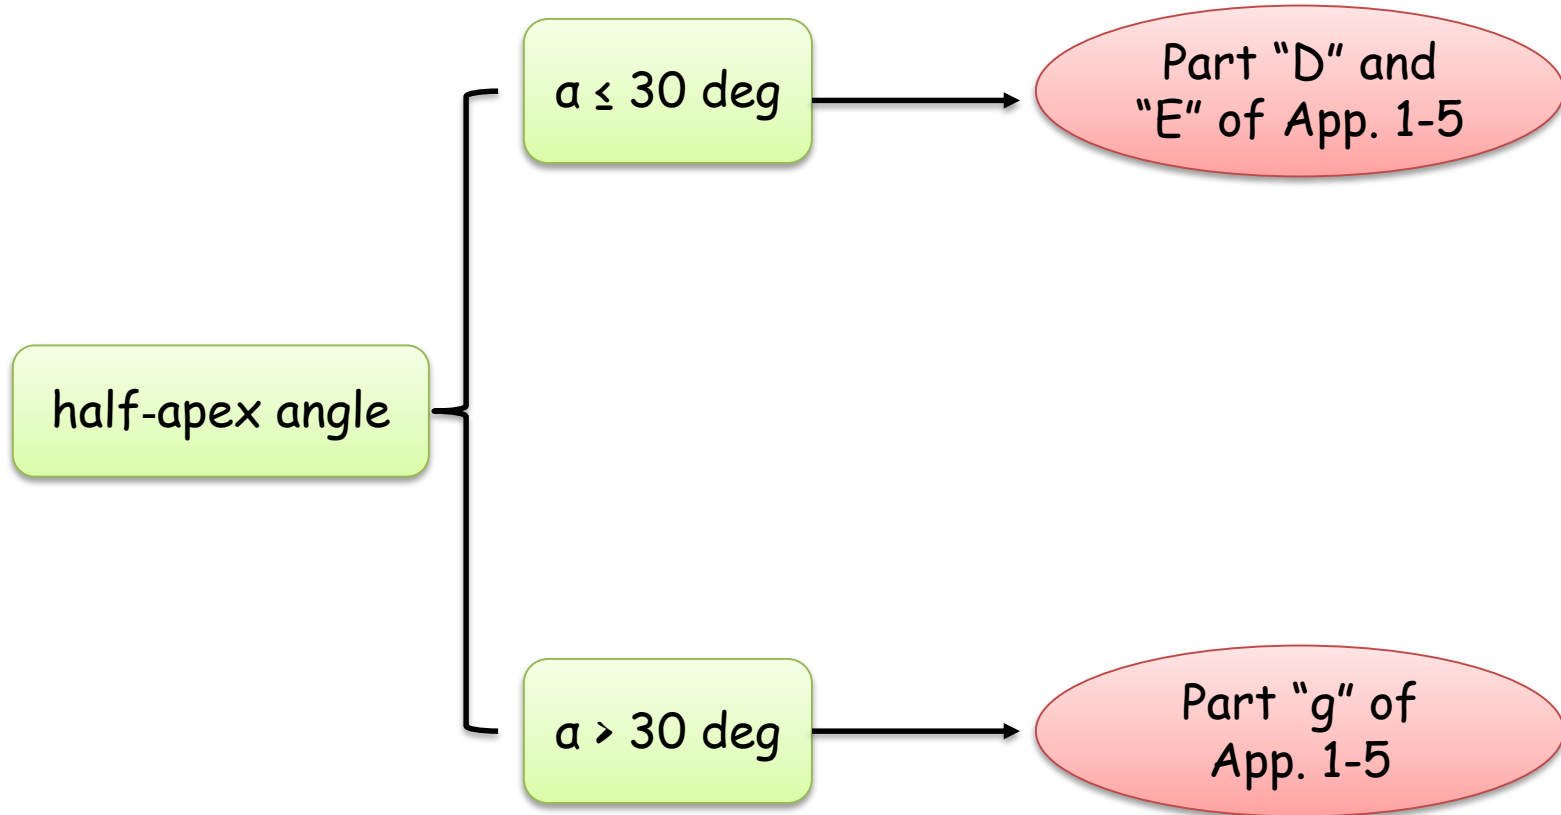 α ≤ 30 deg
Part “D” and
“E” of App. 1-5
half-apex angle
α > 30 deg
Part “g” of
App. 1-5